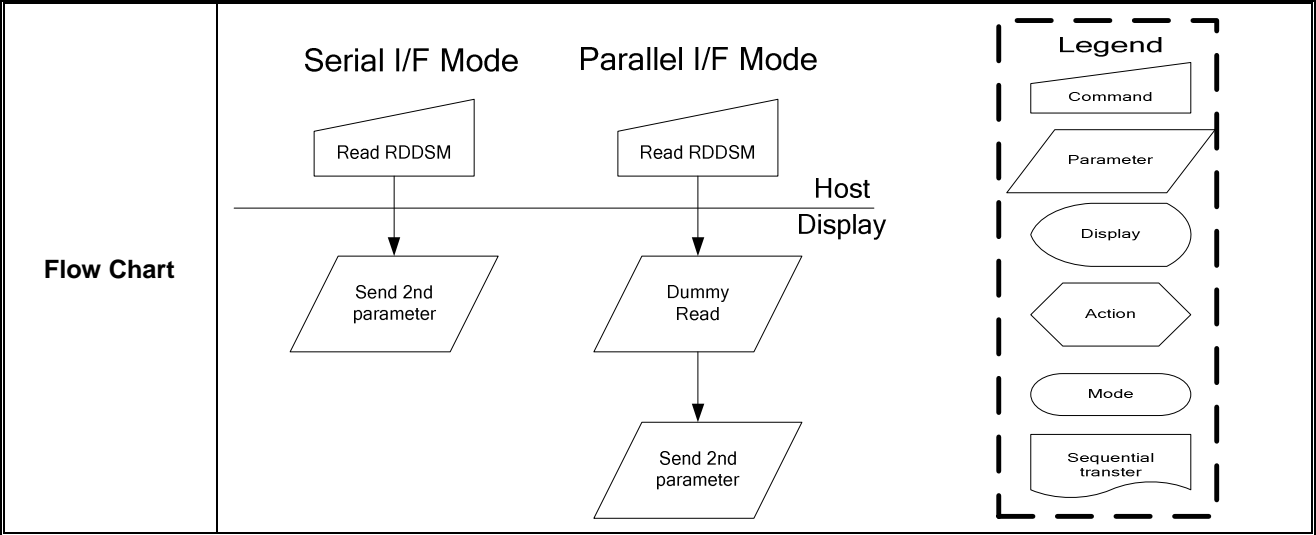 Flow Chart
Serial I/F Mode
Read RDDSM
Send 2nd
parameter
Parallel I/F Mode
Read RDDSM
Host
Display
Dummy
Read
Send 2nd
parameter
Legend
Command
Parameter
Display
Action
Mode
Sequential
transter